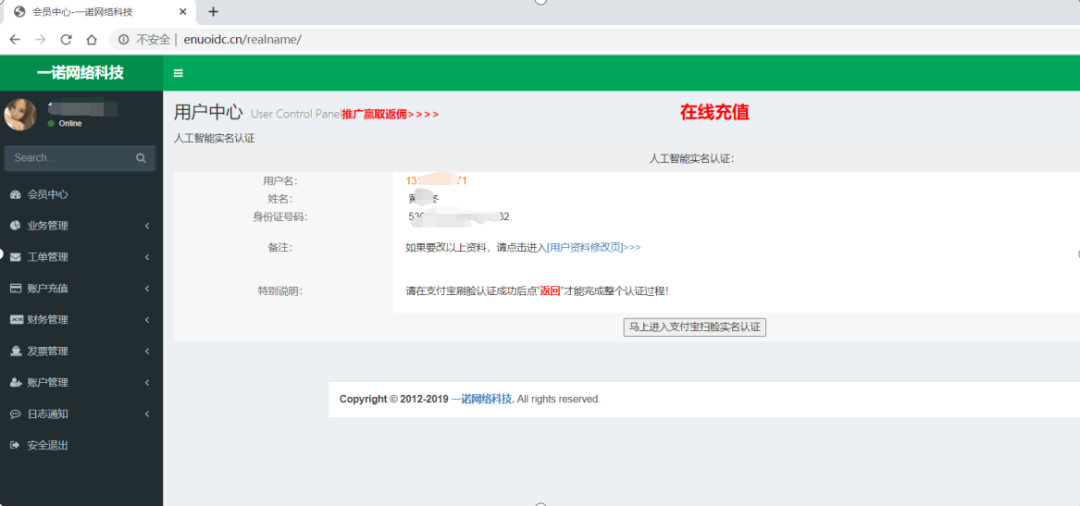 会员中心-一诺网络科技
不安全 | enuoidc.cn/realname/
一诺网络科技
Online
Search...
会员中心
业务管理
工单管理
账户充值
财务管理
发票管理
账户管理
日志通知
安全退出
用户中心 User Control Panel 推广赢取返佣>>>>
在线充值
人工智能实名认证
人工智能实名认证:
用户名: 13 71
姓名: 黄 冬
身份证号码: 530 32
备注: 如果要改以上资料，请点击进入[用户资料修改页]>>>
特别说明: 请在支付宝刷脸认证成功后点"返回"才能完成整个认证过程!
马上进入支付宝扫脸实名认证
Copyright © 2012-2019 一诺网络科技. All rights reserved.